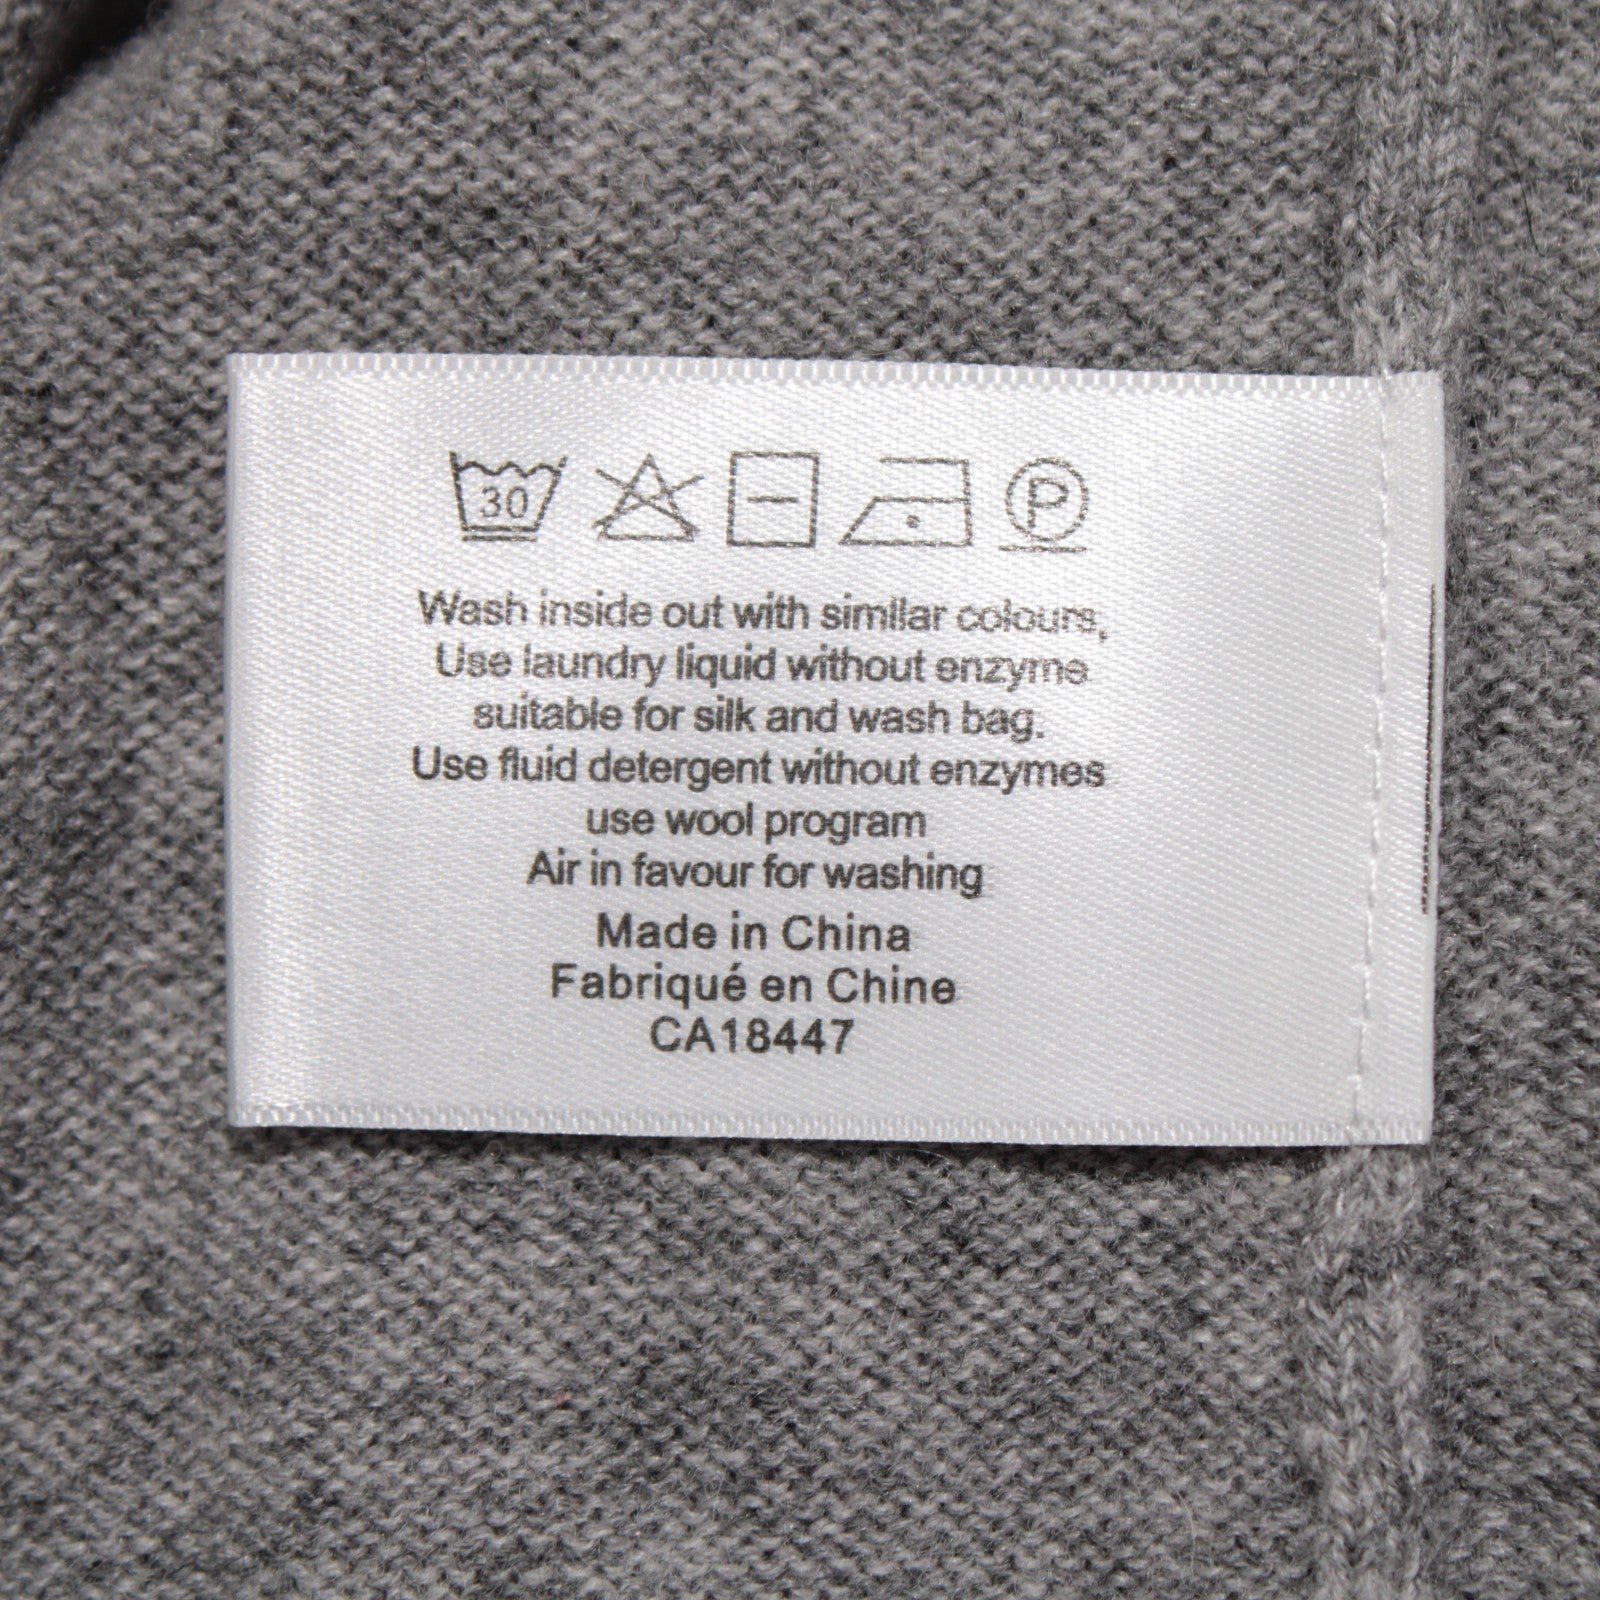 30 P
Wash inside out with simllar colours,
Use laundry liquid without enzyme
suitable for silk and wash bag.
Use fluid detergent without enzymes
use wool program
Air in favour for washing
Made in China
Fabriqué en Chine
CA18447